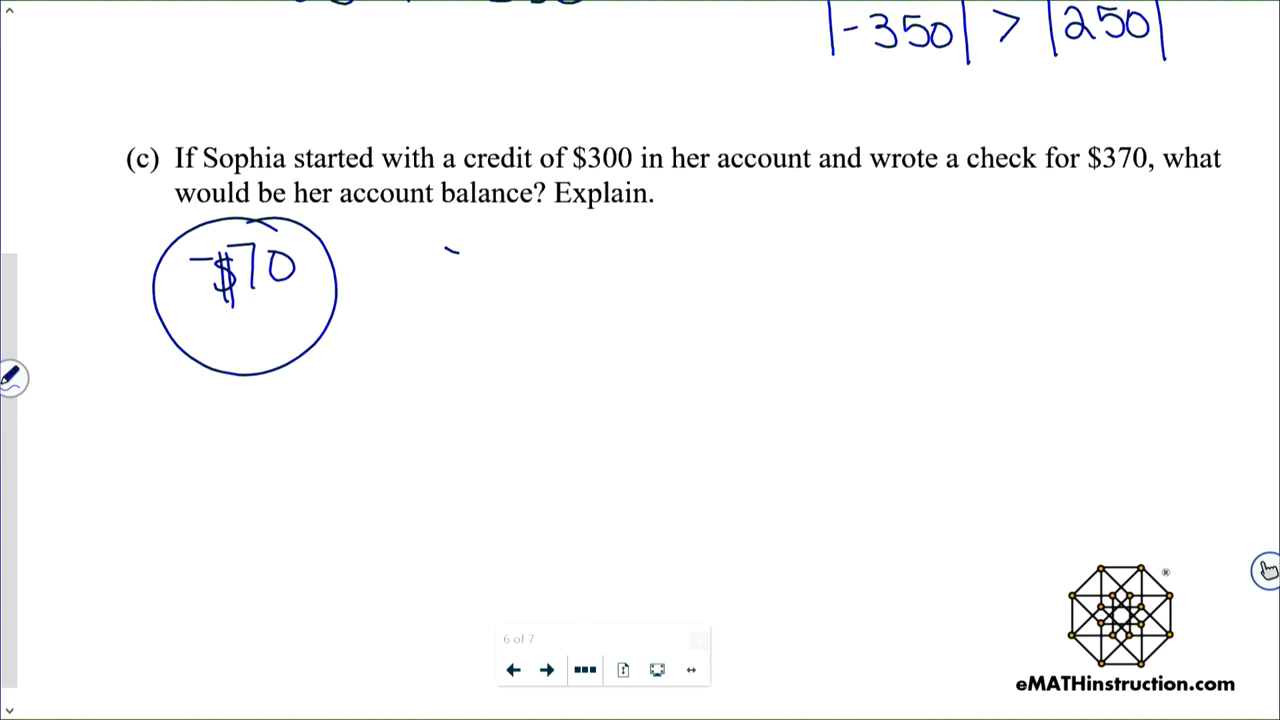 |-350| > |250|
(c) If Sophia started with a credit of $300 in her account and wrote a check for $370, what
would be her account balance? Explain.
-$70
6 of 7
®
eMATHinstruction.com